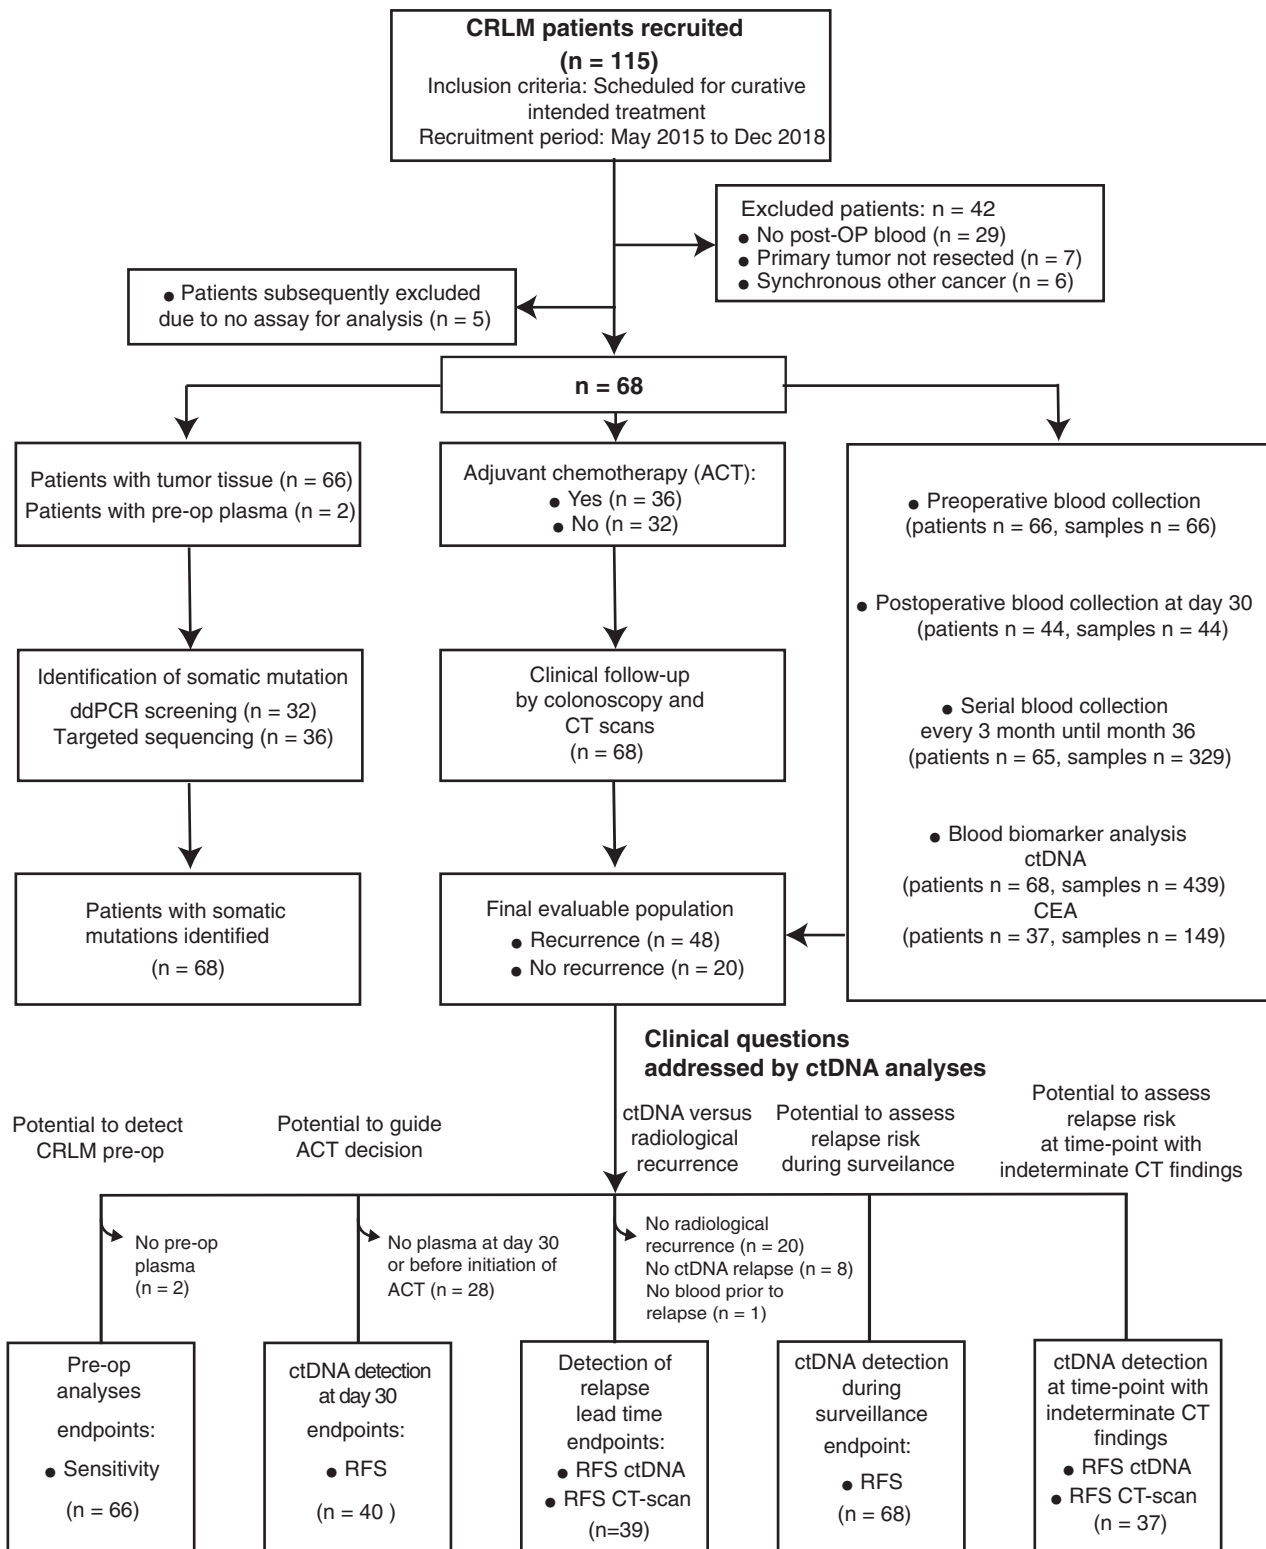 CRLM patients recruited
(n = 115)
Inclusion criteria: Scheduled for curative
intended treatment
Recruitment period: May 2015 to Dec 2018
Excluded patients: n = 42
● No post-OP blood (n = 29)
● Primary tumor not resected (n = 7)
● Synchronous other cancer (n = 6)
● Patients subsequently excluded
due to no assay for analysis (n = 5)
n = 68
Patients with tumor tissue (n = 66)
Patients with pre-op plasma (n = 2)
Adjuvant chemotherapy (ACT):
● Yes (n = 36)
● No (n = 32)
● Preoperative blood collection
(patients n = 66, samples n = 66)
● Postoperative blood collection at day 30
(patients n = 44, samples n = 44)
● Serial blood collection
every 3 month until month 36
(patients n = 65, samples n = 329)
● Blood biomarker analysis
ctDNA
(patients n = 68, samples n = 439)
CEA
(patients n = 37, samples n = 149)
Identification of somatic mutation
ddPCR screening (n = 32)
Targeted sequencing (n = 36)
Clinical follow-up
by colonoscopy and
CT scans
(n = 68)
Patients with somatic
mutations identified
(n = 68)
Final evaluable population
● Recurrence (n = 48)
● No recurrence (n = 20)
Clinical questions
addressed by ctDNA analyses
Potential to detect
CRLM pre-op
Potential to guide
ACT decision
ctDNA versus
radiological
recurrence
Potential to assess
relapse risk
during surveilance
Potential to assess
relapse risk
at time-point with
indeterminate CT findings
No pre-op
plasma
(n = 2)
No plasma at day 30
or before initiation of
ACT (n = 28)
No radiological
recurrence (n = 20)
No ctDNA relapse (n = 8)
No blood prior to
relapse (n = 1)
Pre-op
analyses
endpoints:
● Sensitivity
(n = 66)
ctDNA detection
at day 30
endpoints:
● RFS
(n = 40 )
Detection of
relapse
lead time
endpoints:
● RFS ctDNA
● RFS CT-scan
(n=39)
ctDNA detection
during
surveillance
endpoint:
● RFS
(n = 68)
ctDNA detection
at time-point with
indeterminate CT
findings
● RFS ctDNA
● RFS CT-scan
(n = 37)